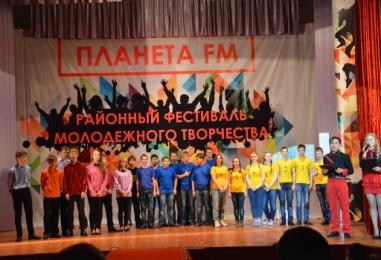 ПЛАНЕТА FM
РАЙОННЫЙ ФЕСТИВАЛЬ
МОЛОДЕЖНОГО ТВОРЧЕСТВА